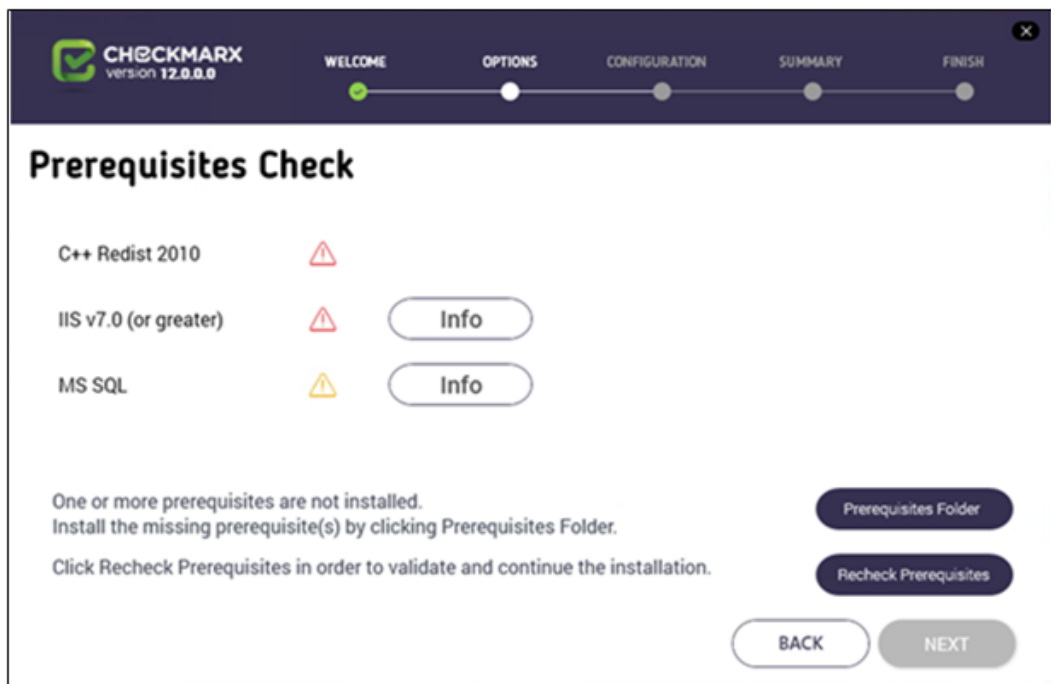 CHECKMARX
version 12.0.0.0
WELCOME
OPTIONS
CONFIGURATION
SUMMARY
FINISH
Prerequisites Check
C++ Redist 2010
IIS v7.0 (or greater)
Info
MS SQL
Info
One or more prerequisites are not installed.
Install the missing prerequisite(s) by clicking Prerequisites Folder.
Prerequisites Folder
Click Recheck Prerequisites in order to validate and continue the installation.
Recheck Prerequisites
BACK
NEXT